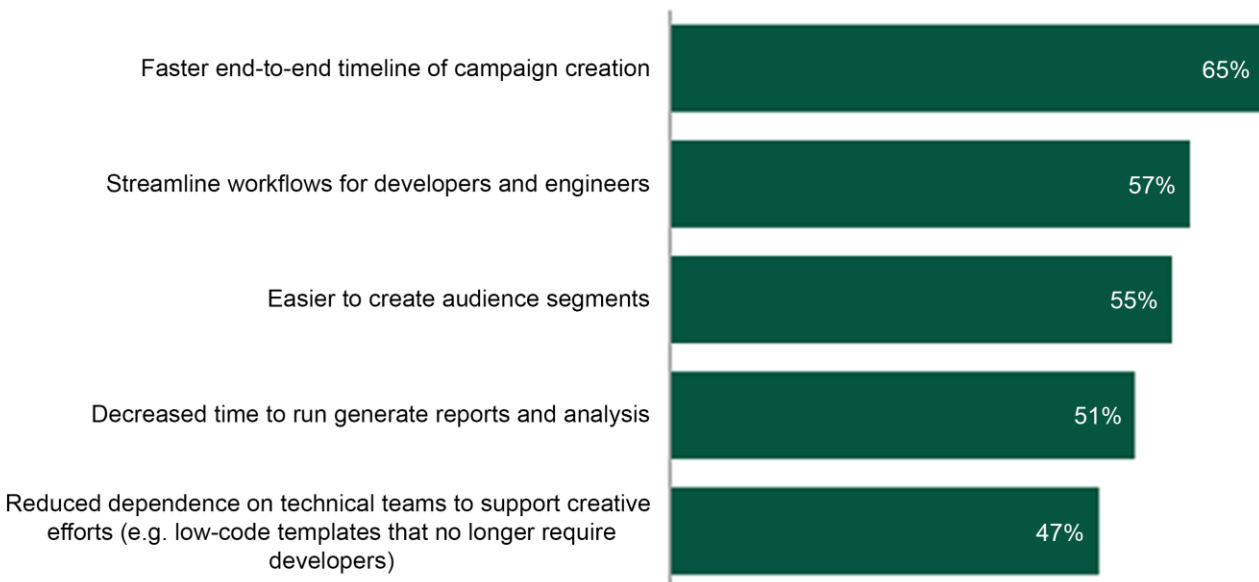 Faster end-to-end timeline of campaign creation
65%
Streamline workflows for developers and engineers
57%
Easier to create audience segments
55%
Decreased time to run generate reports and analysis
51%
Reduced dependence on technical teams to support creative
efforts (e.g. low-code templates that no longer require
developers)
47%